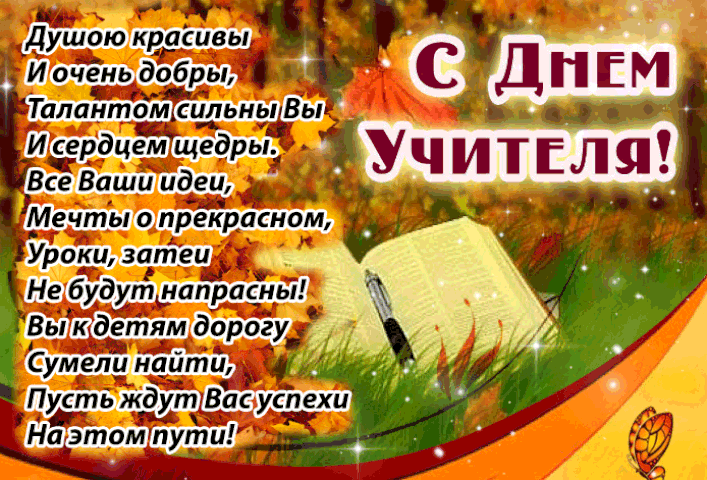 Душою красивы
И очень добры,
Талантом сильны Вы
И сердцем щедры.
Все Ваши идеи,
Мечты о прекрасном,
Уроки, затеи
Не будут напрасны!
Вы к детям дорогу
Сумели найти,
Пусть ждут Вас успехи
На этом пути!
С Днем
Учителя!